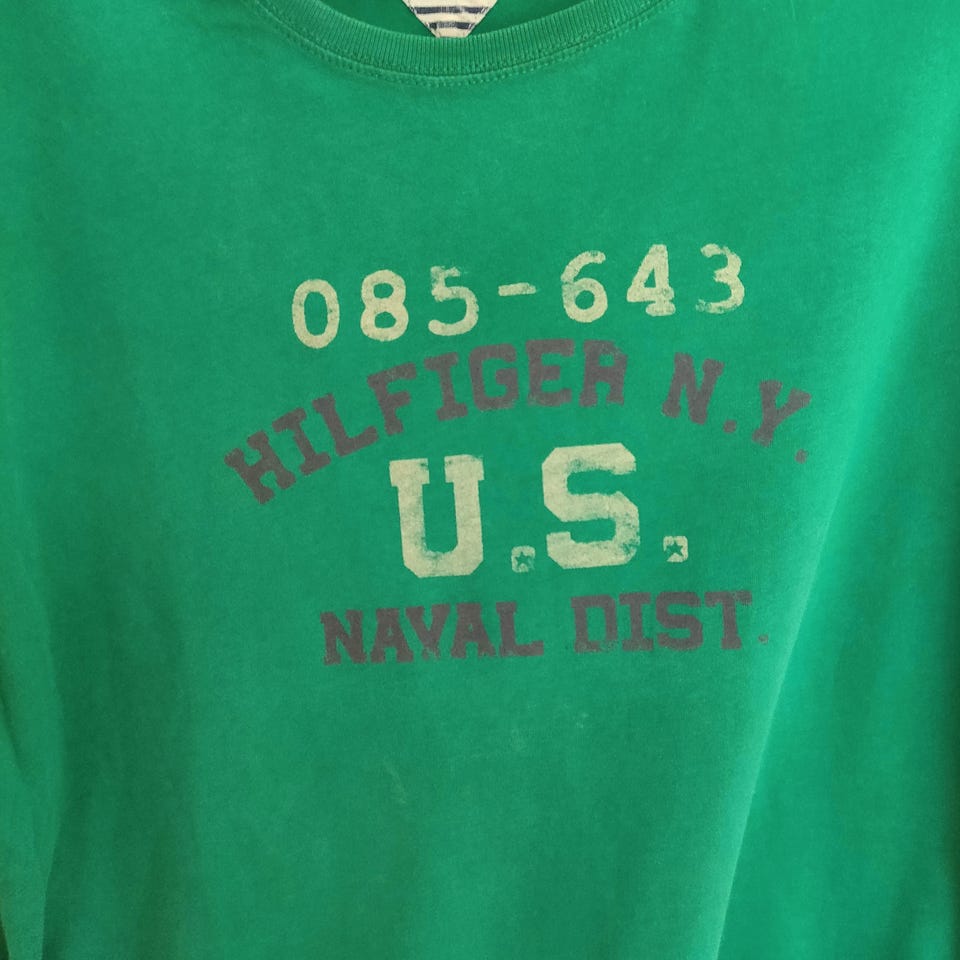 085-643
HILFIGER N.Y.
U.S.
NAVAL DIST.